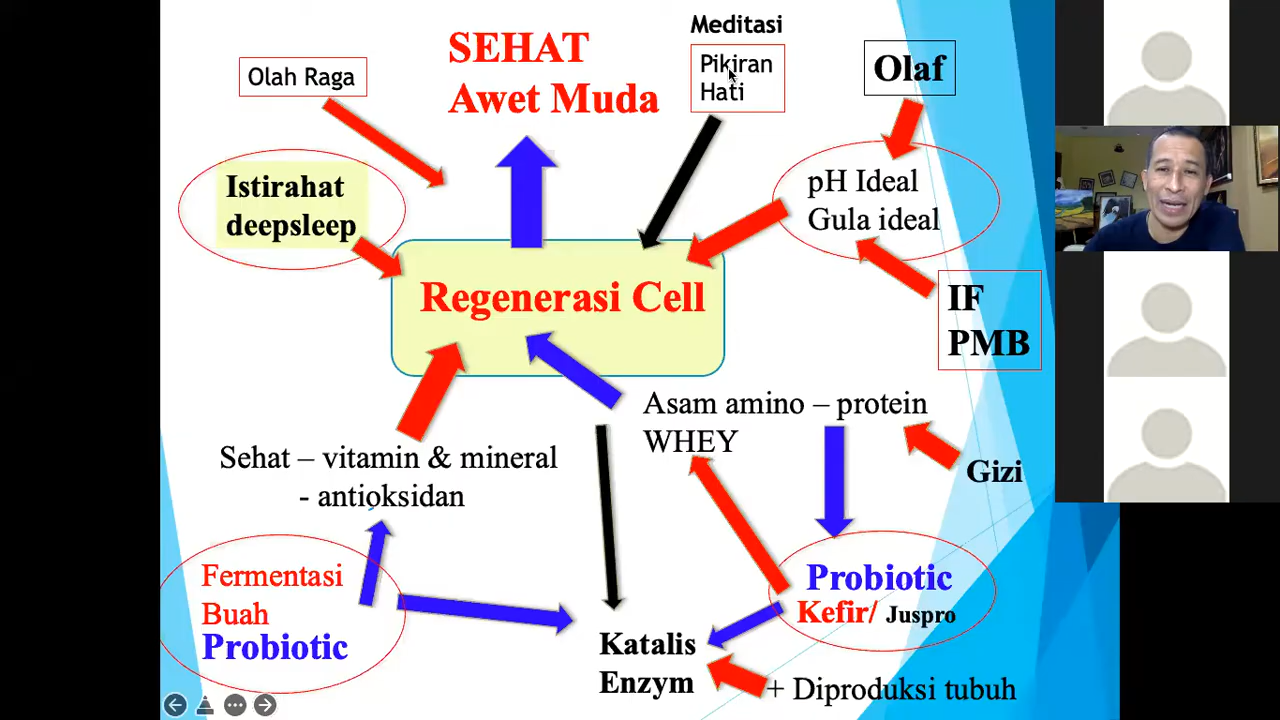 Meditasi
SEHAT
Awet Muda
Olah Raga
Pikiran
Hati
Olaf
Istirahat
deepsleep
pH Ideal
Gula ideal
Regenerasi Cell
IF
PMB
Asam amino – protein
WHEY
Sehat – vitamin & mineral
- antioksidan
Gizi
Fermentasi
Buah
Probiotic
Probiotic
Kefir/ Juspro
Katalis
Enzym
+ Diproduksi tubuh